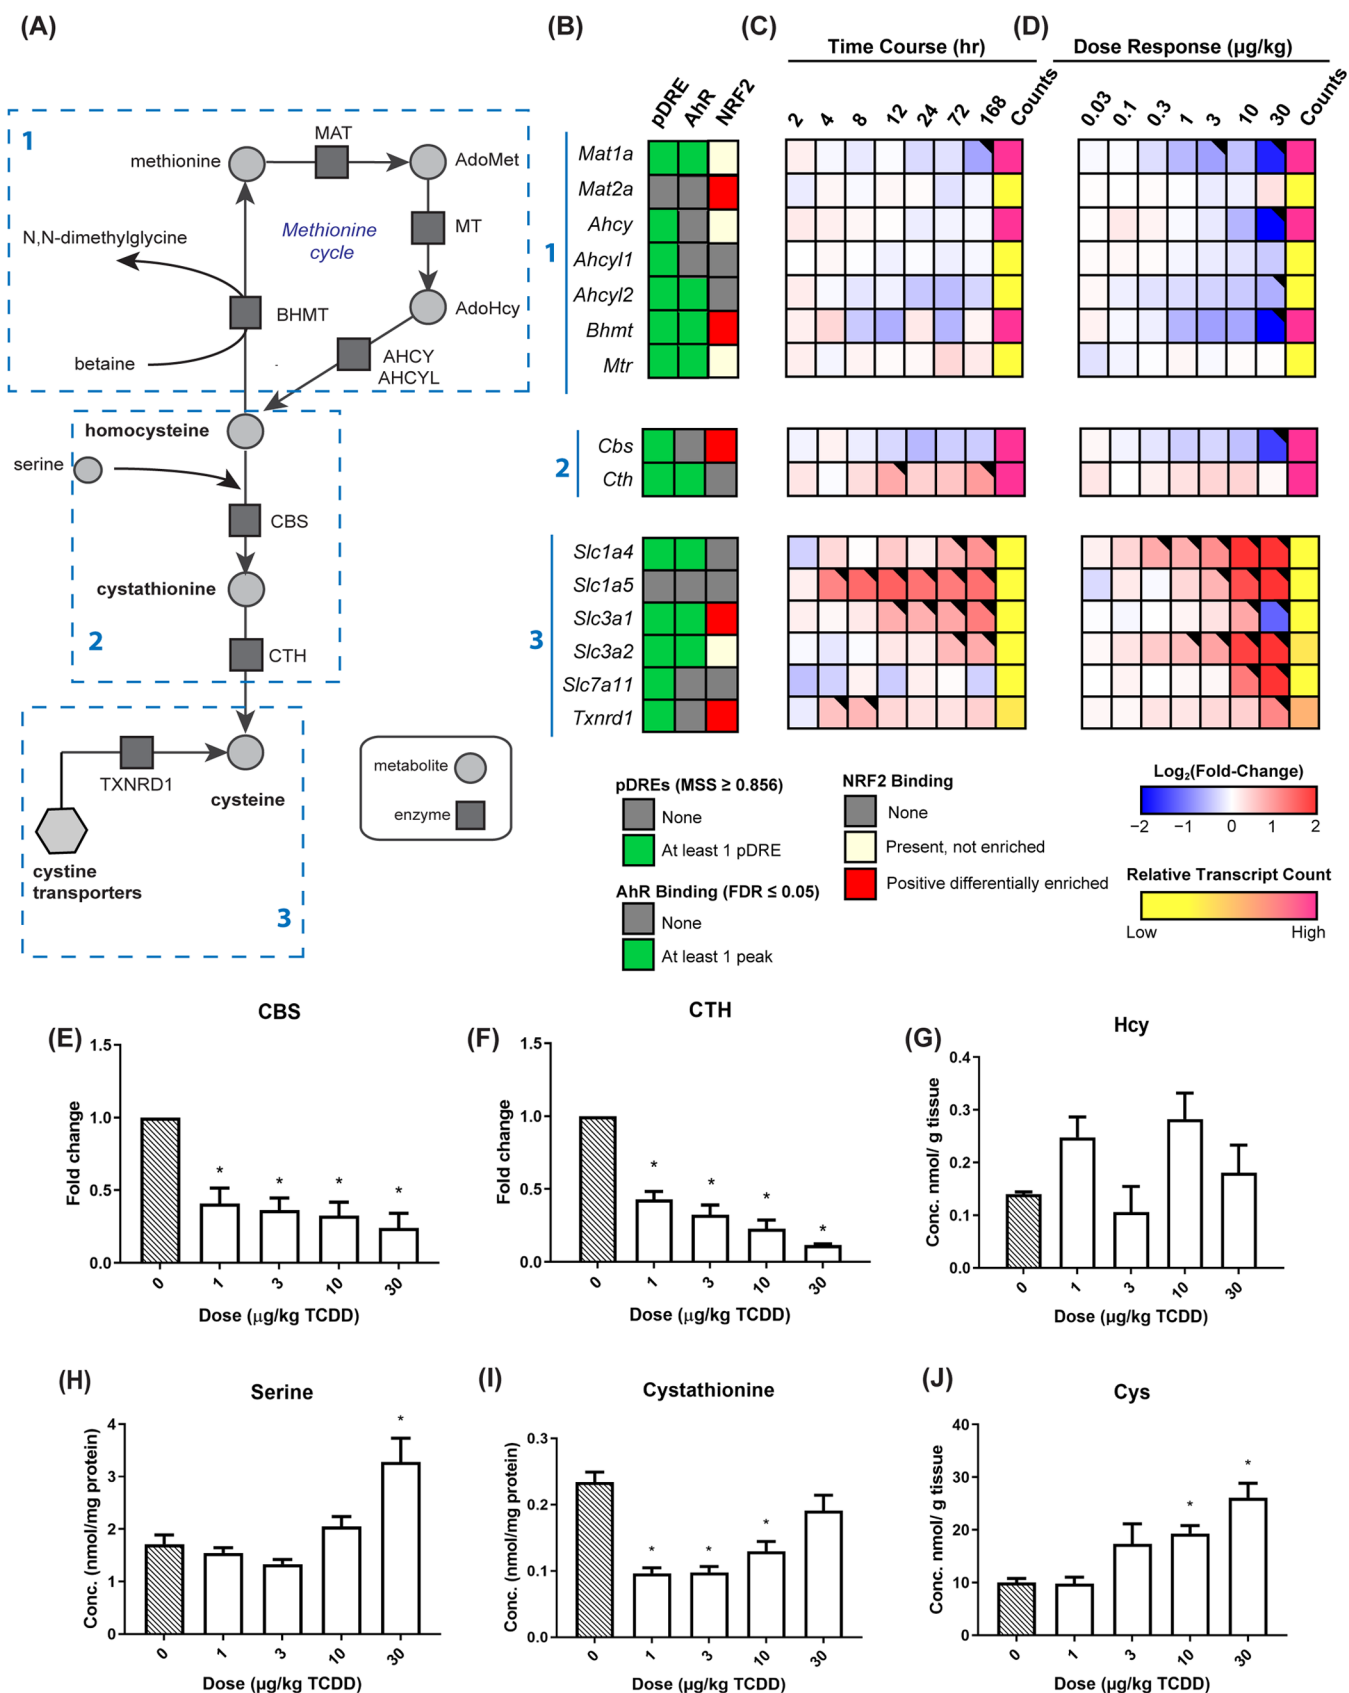 (A)
1
MAT
methionine
AdoMet
Methionine
cycle
MT
N,N-dimethylglycine
BHMT
AdoHcy
betaine
AHCY
AHCYL
homocysteine
serine
CBS
cystathionine
2
CTH
TXNRD1
cysteine
cystine
transporters
3
metabolite
enzyme
(B)
pDRE
AhR
NRF2
1
Mat1a
Mat2a
Ahcy
Ahcyl1
Ahcyl2
Bhmt
Mtr
2
Cbs
Cth
3
Slc1a4
Slc1a5
Slc3a1
Slc3a2
Slc7a11
Txnrd1
(C)
Time Course (hr)
2 4 8 12 24 72 168 Counts
(D)
Dose Response (µg/kg)
0.03 0.1 0.3 1 3 10 30 Counts
pDREs (MSS ≥ 0.856)
None
At least 1 pDRE
AhR Binding (FDR ≤ 0.05)
None
At least 1 peak
NRF2 Binding
None
Present, not enriched
Positive differentially enriched
Log₂(Fold-Change)
−2 −1 0 1 2
Relative Transcript Count
Low High
(E)
CBS
Fold change
1.5
1.0
0.5
0.0
* * * *
0 1 3 10 30
Dose (µg/kg TCDD)
(F)
CTH
Fold change
1.5
1.0
0.5
0.0
* * * *
0 1 3 10 30
Dose (µg/kg TCDD)
(G)
Hcy
Conc. nmol/ g tissue
0.4
0.3
0.2
0.1
0.0
0 1 3 10 30
Dose (µg/kg TCDD)
(H)
Serine
Conc. (nmol/mg protein)
4
3
2
1
0
*
0 1 3 10 30
Dose (µg/kg TCDD)
(I)
Cystathionine
Conc. (nmol/mg protein)
0.3
0.2
0.1
0.0
* * *
0 1 3 10 30
Dose (µg/kg TCDD)
(J)
Cys
Conc. nmol/ g tissue
40
30
20
10
0
* *
0 1 3 10 30
Dose (µg/kg TCDD)